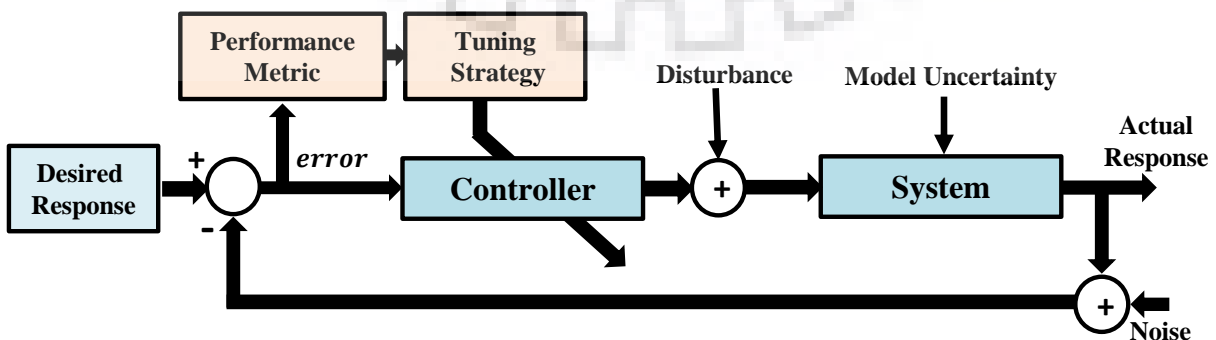 Performance
Metric
Tuning
Strategy
Disturbance
Model Uncertainty
Actual
Response
Desired
Response
+
-
error
Controller
+
System
+
Noise